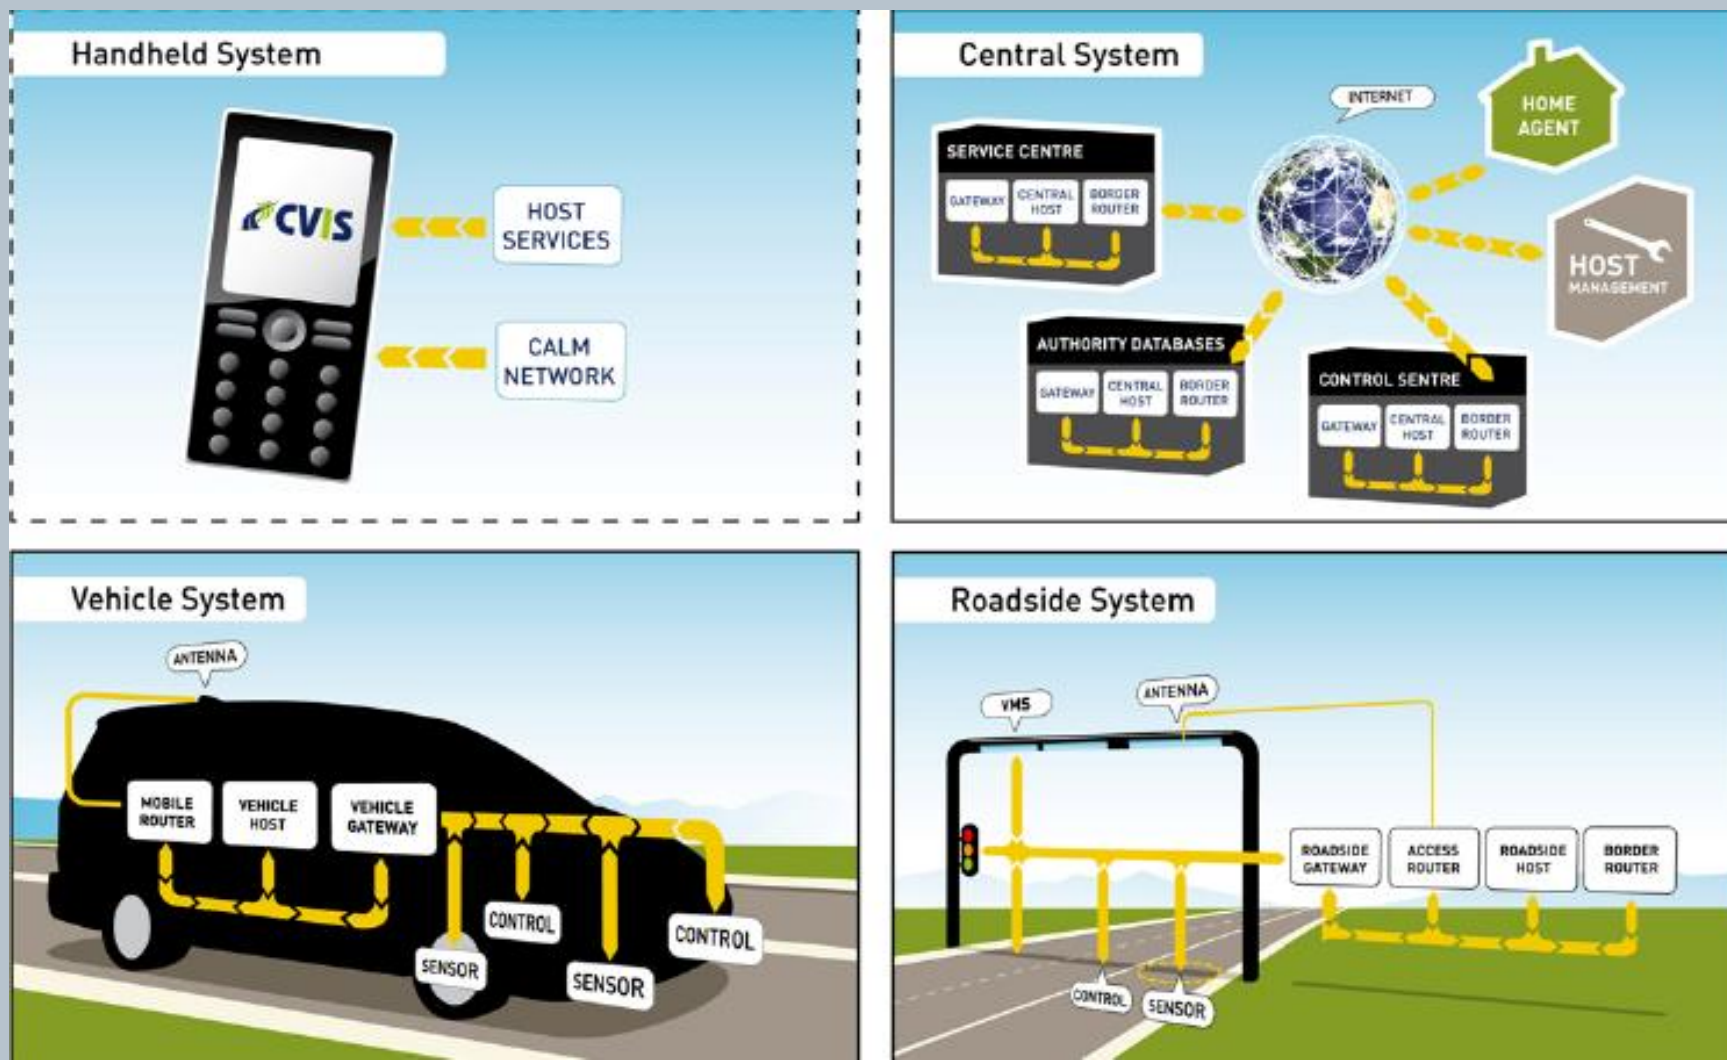 Handheld System
CVIS
HOST
SERVICES
CALM
NETWORK
Central System
INTERNET
HOME
AGENT
SERVICE CENTRE
GATEWAY
CENTRAL
HOST
BORDER
ROUTER
HOST
MANAGEMENT
AUTHORITY DATABASES
GATEWAY
CENTRAL
HOST
BORDER
ROUTER
CONTROL SENTRE
GATEWAY
CENTRAL
HOST
BORDER
ROUTER
Vehicle System
ANTENNA
MOBILE
ROUTER
VEHICLE
HOST
VEHICLE
GATEWAY
SENSOR
CONTROL
SENSOR
CONTROL
Roadside System
VMS
ANTENNA
ROADSIDE
GATEWAY
ACCESS
ROUTER
ROADSIDE
HOST
BORDER
ROUTER
CONTROL
SENSOR